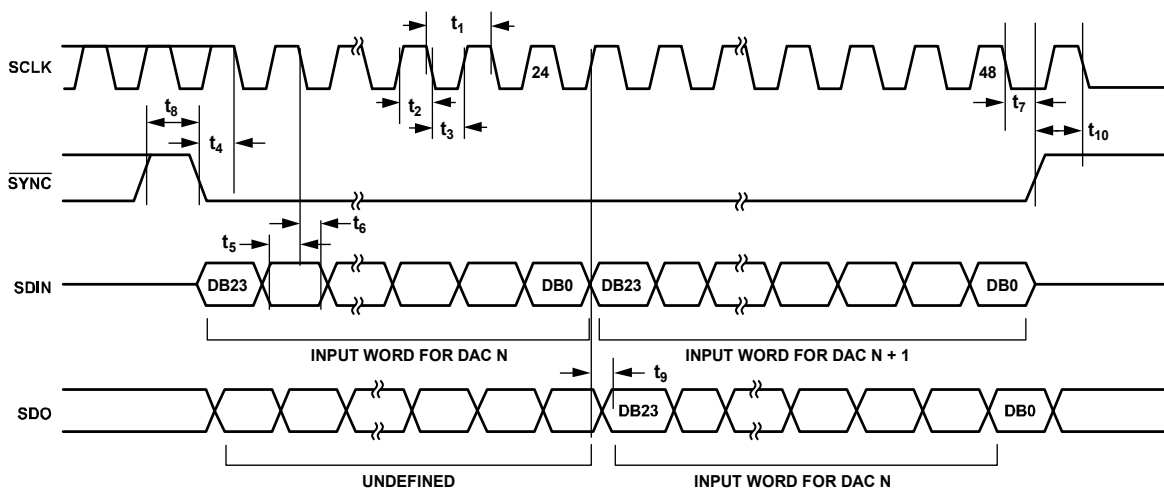 t1
SCLK
24
48
t2
t3
t7
t8
t4
t10
SYNC
t6
t5
SDIN
DB23
DB0
DB23
DB0
INPUT WORD FOR DAC N
INPUT WORD FOR DAC N + 1
t9
SDO
DB23
DB0
UNDEFINED
INPUT WORD FOR DAC N